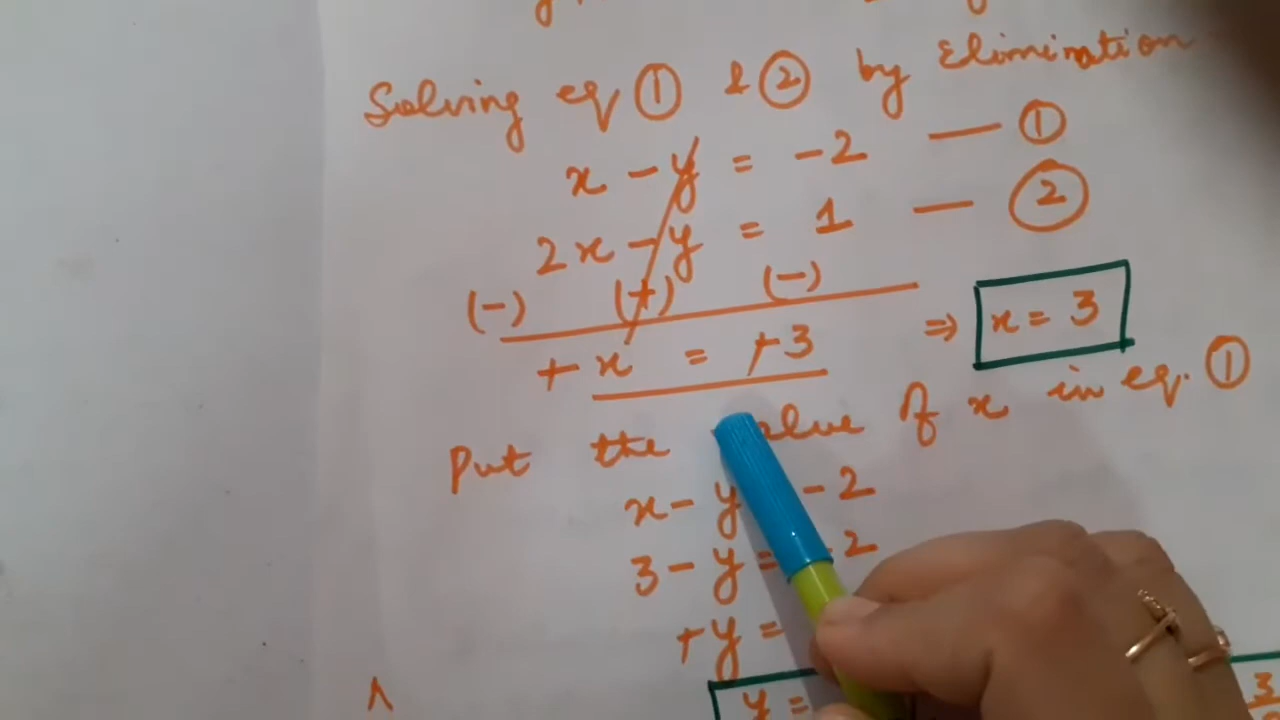 Solving eq ① & ② by Elimination
x - y = -2 — ①
2x - y = 1 — ②
(-) (+) (-)
+ x = +3 ⇒ x = 3
Put the value of x in eq. ①
x - y -2
3 - y = -2
+y =
y =
3